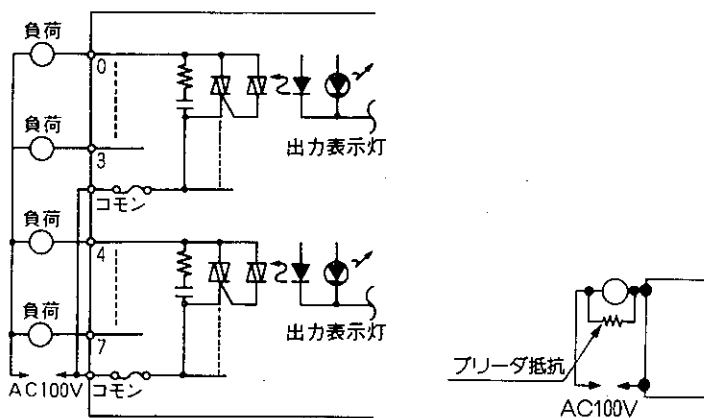 負荷
0
負荷
出力表示灯
3
コモン
負荷
4
負荷
出力表示灯
7
AC100V
コモン
ブリーダ抵抗
AC100V